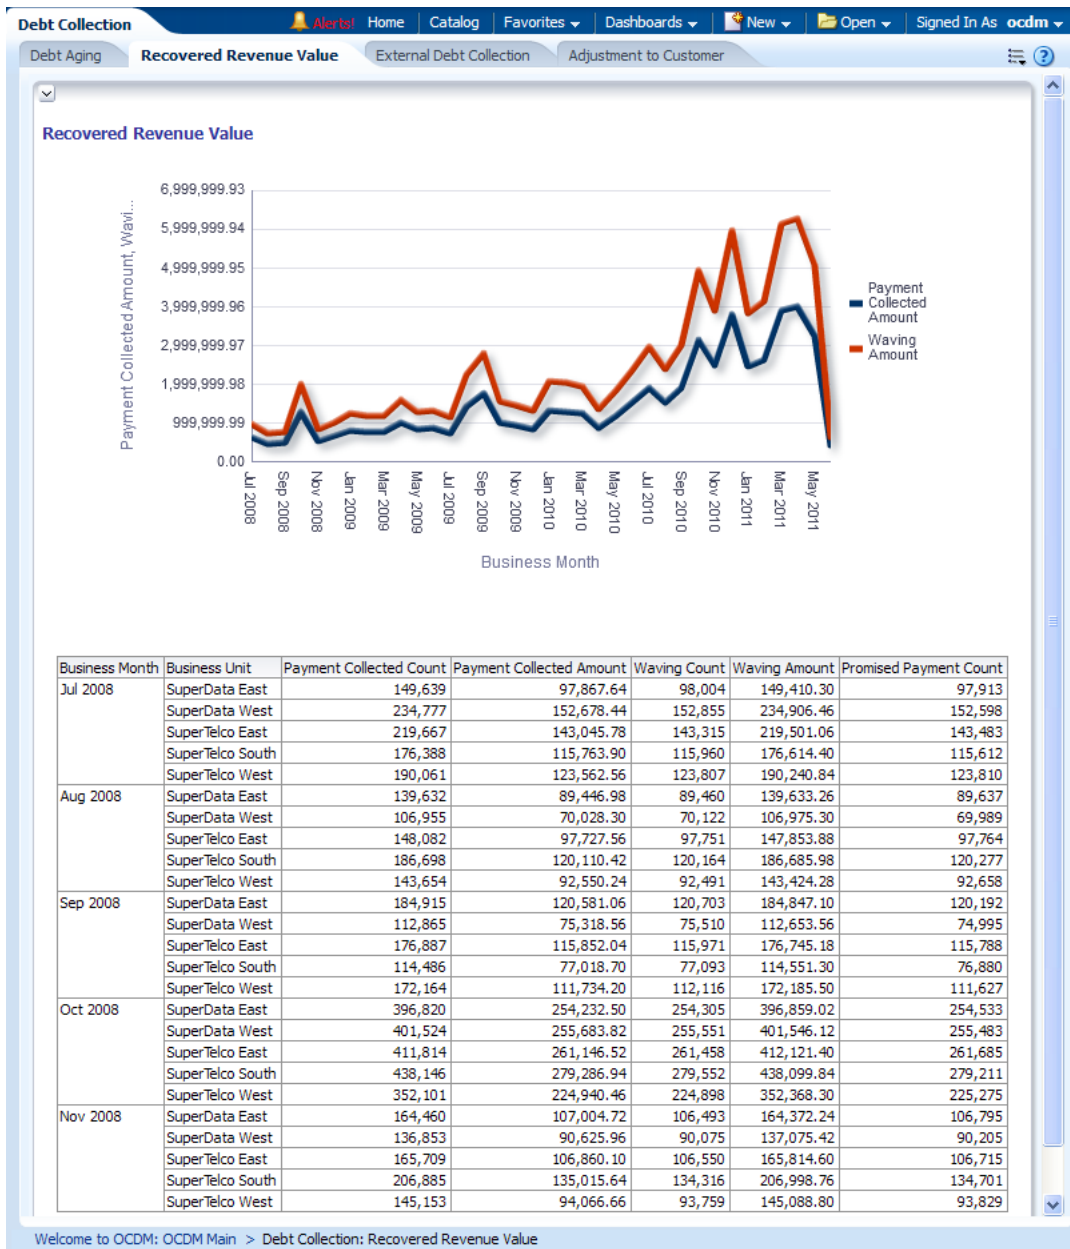 Debt Collection Alerts! Home Catalog Favorites Dashboards New Open Signed In As ocdm
Debt Aging Recovered Revenue Value External Debt Collection Adjustment to Customer
Recovered Revenue Value
6,999,999.93
5,999,999.94
4,999,999.95
3,999,999.96
2,999,999.97
1,999,999.98
999,999.99
0.00
Payment Collected Amount, Wavi...
Payment
Collected
Amount
Waving
Amount
Jul 2008 Sep 2008 Nov 2008 Jan 2009 Mar 2009 May 2009 Jul 2009 Sep 2009 Nov 2009 Jan 2010 Mar 2010 May 2010 Jul 2010 Sep 2010 Nov 2010 Jan 2011 Mar 2011 May 2011
Business Month
Business Month Business Unit Payment Collected Count Payment Collected Amount Waving Count Waving Amount Promised Payment Count
Jul 2008 SuperData East 149,639 97,867.64 98,004 149,410.30 97,913
SuperData West 234,777 152,678.44 152,855 234,906.46 152,598
SuperTelco East 219,667 143,045.78 143,315 219,501.06 143,483
SuperTelco South 176,388 115,763.90 115,960 176,614.40 115,612
SuperTelco West 190,061 123,562.56 123,807 190,240.84 123,810
Aug 2008 SuperData East 139,632 89,446.98 89,460 139,633.26 89,637
SuperData West 106,955 70,028.30 70,122 106,975.30 69,989
SuperTelco East 148,082 97,727.56 97,751 147,853.88 97,764
SuperTelco South 186,698 120,110.42 120,164 186,685.98 120,277
SuperTelco West 143,654 92,550.24 92,491 143,424.28 92,658
Sep 2008 SuperData East 184,915 120,581.06 120,703 184,847.10 120,192
SuperData West 112,865 75,318.56 75,510 112,653.56 74,995
SuperTelco East 176,887 115,852.04 115,971 176,745.18 115,788
SuperTelco South 114,486 77,018.70 77,093 114,551.30 76,880
SuperTelco West 172,164 111,734.20 112,116 172,185.50 111,627
Oct 2008 SuperData East 396,820 254,232.50 254,305 396,859.02 254,533
SuperData West 401,524 255,683.82 255,551 401,546.12 255,483
SuperTelco East 411,814 261,146.52 261,458 412,121.40 261,685
SuperTelco South 438,146 279,286.94 279,552 438,099.84 279,211
SuperTelco West 352,101 224,940.46 224,898 352,368.30 225,275
Nov 2008 SuperData East 164,460 107,004.72 106,493 164,372.24 106,795
SuperData West 136,853 90,625.96 90,075 137,075.42 90,205
SuperTelco East 165,709 106,860.10 106,550 165,814.60 106,715
SuperTelco South 206,885 135,015.64 134,316 206,998.76 134,701
SuperTelco West 145,153 94,066.66 93,759 145,088.80 93,829
Welcome to OCDM: OCDM Main > Debt Collection: Recovered Revenue Value